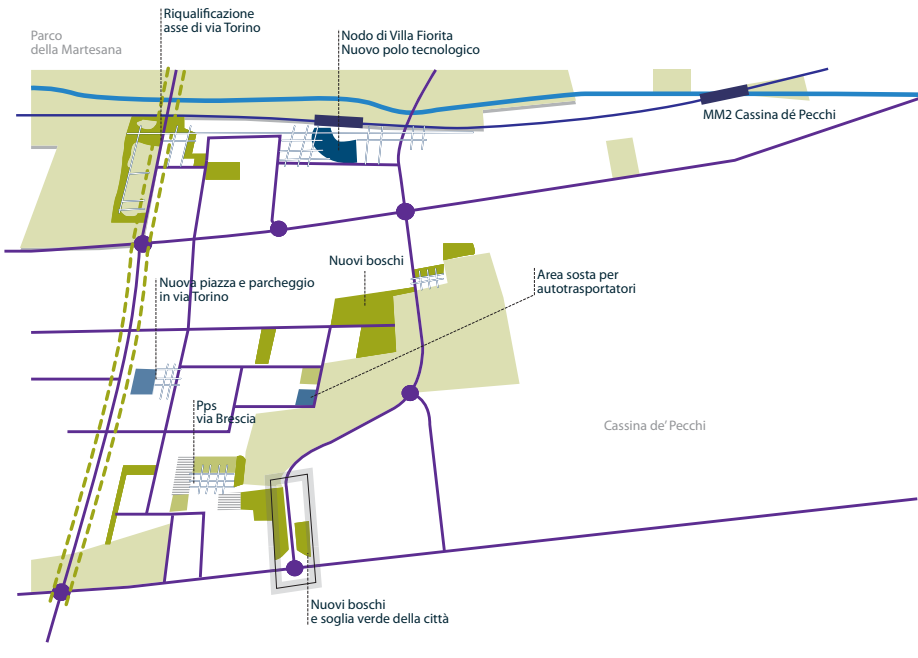 Riqualificazione
asse di via Torino
Parco
della Martesana
Nodo di Villa Fiorita
Nuovo polo tecnologico
MM2 Cassina dé Pecchi
Nuovi boschi
Area sosta per
autotrasportatori
Nuova piazza e parcheggio
in via Torino
Pps
via Brescia
Cassina de' Pecchi
Nuovi boschi
e soglia verde della città